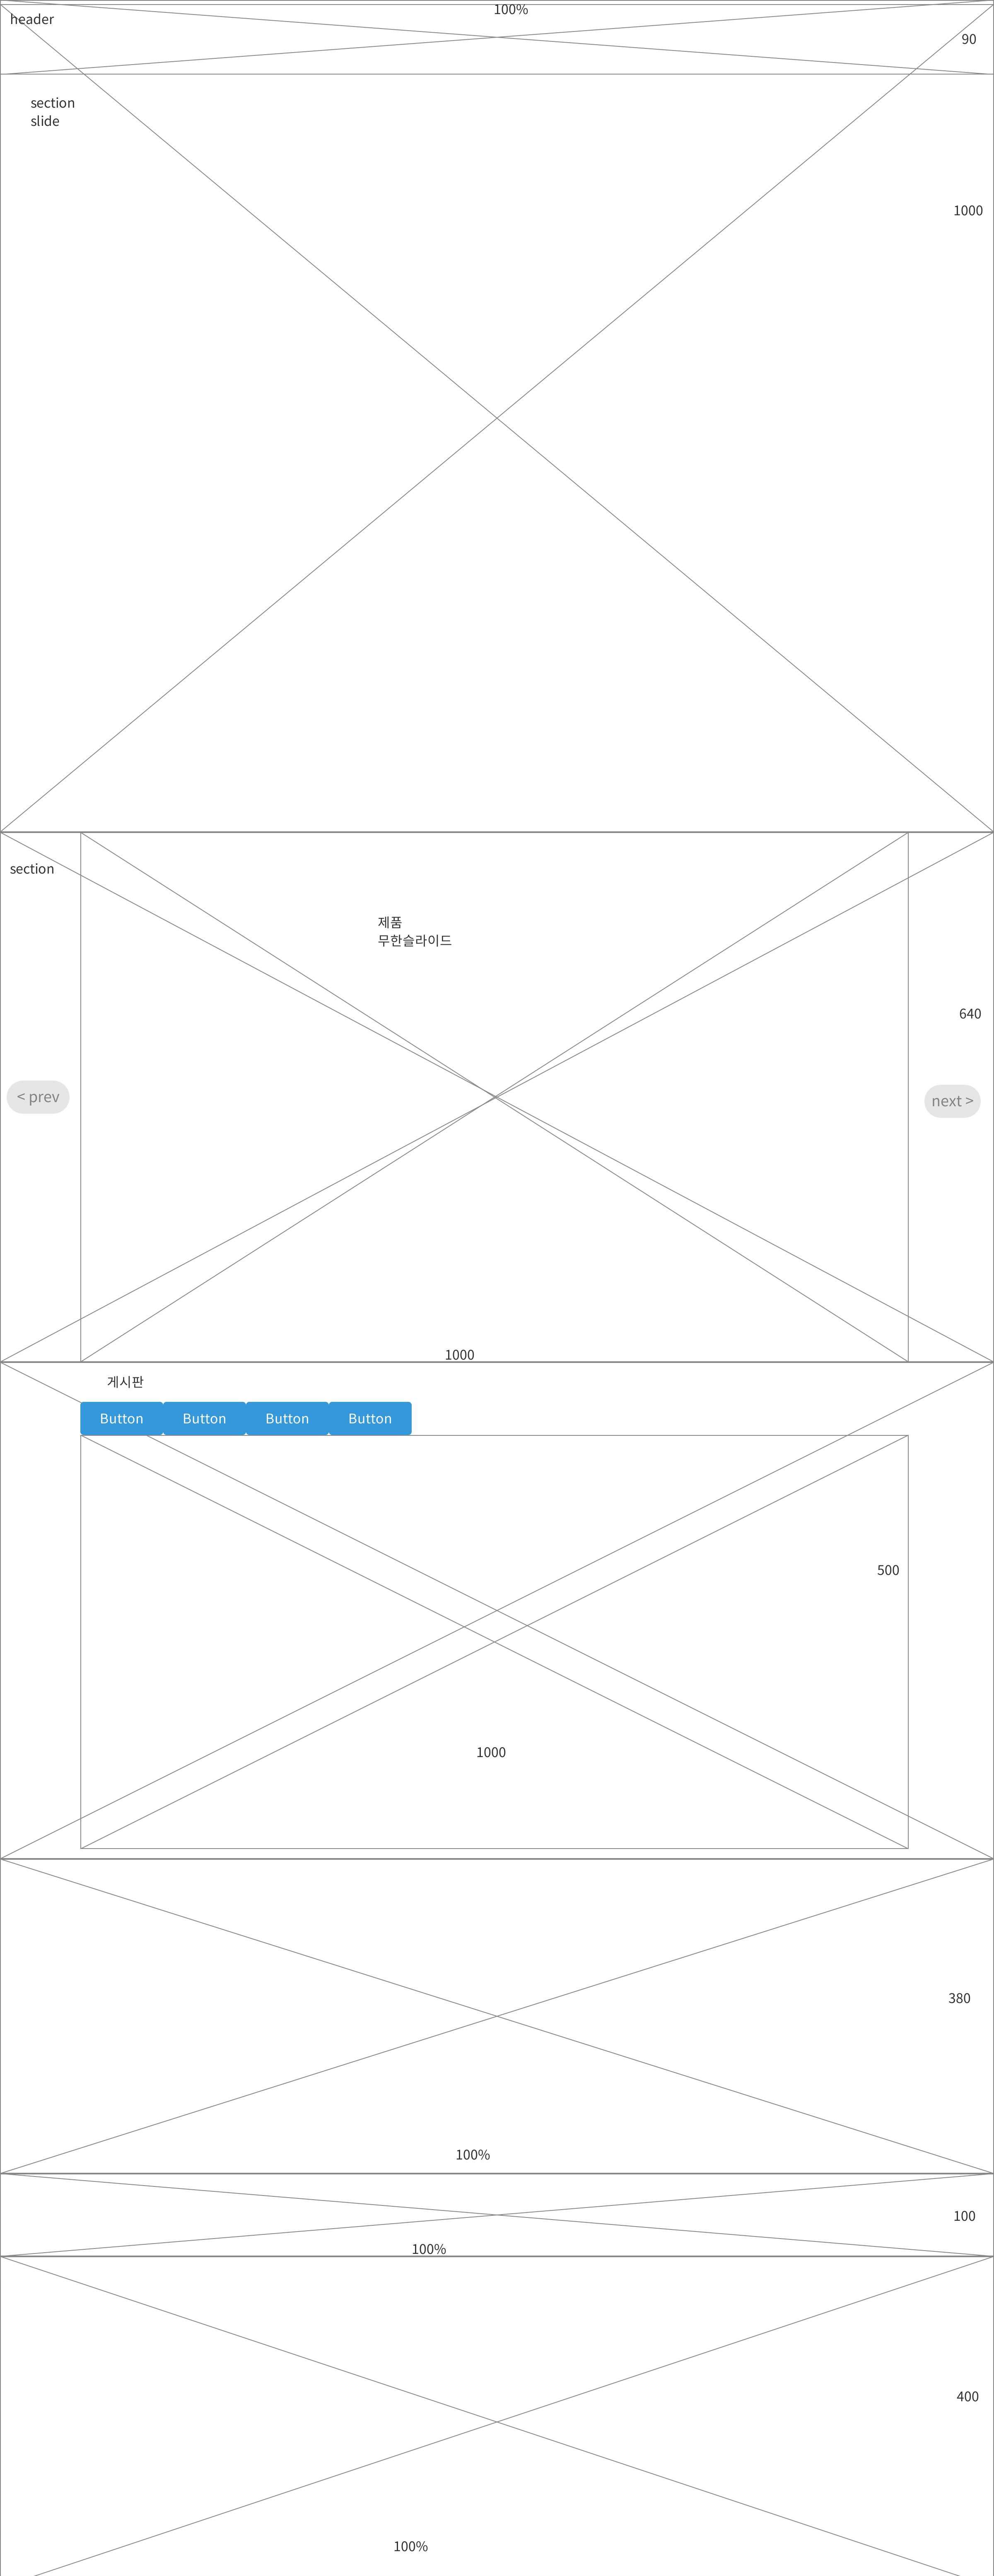 100%
header
90
section
slide
1000
section
제품
무한슬라이드
640
< prev
next >
1000
게시판
Button
Button
Button
Button
500
1000
380
100%
100
100%
400
100%